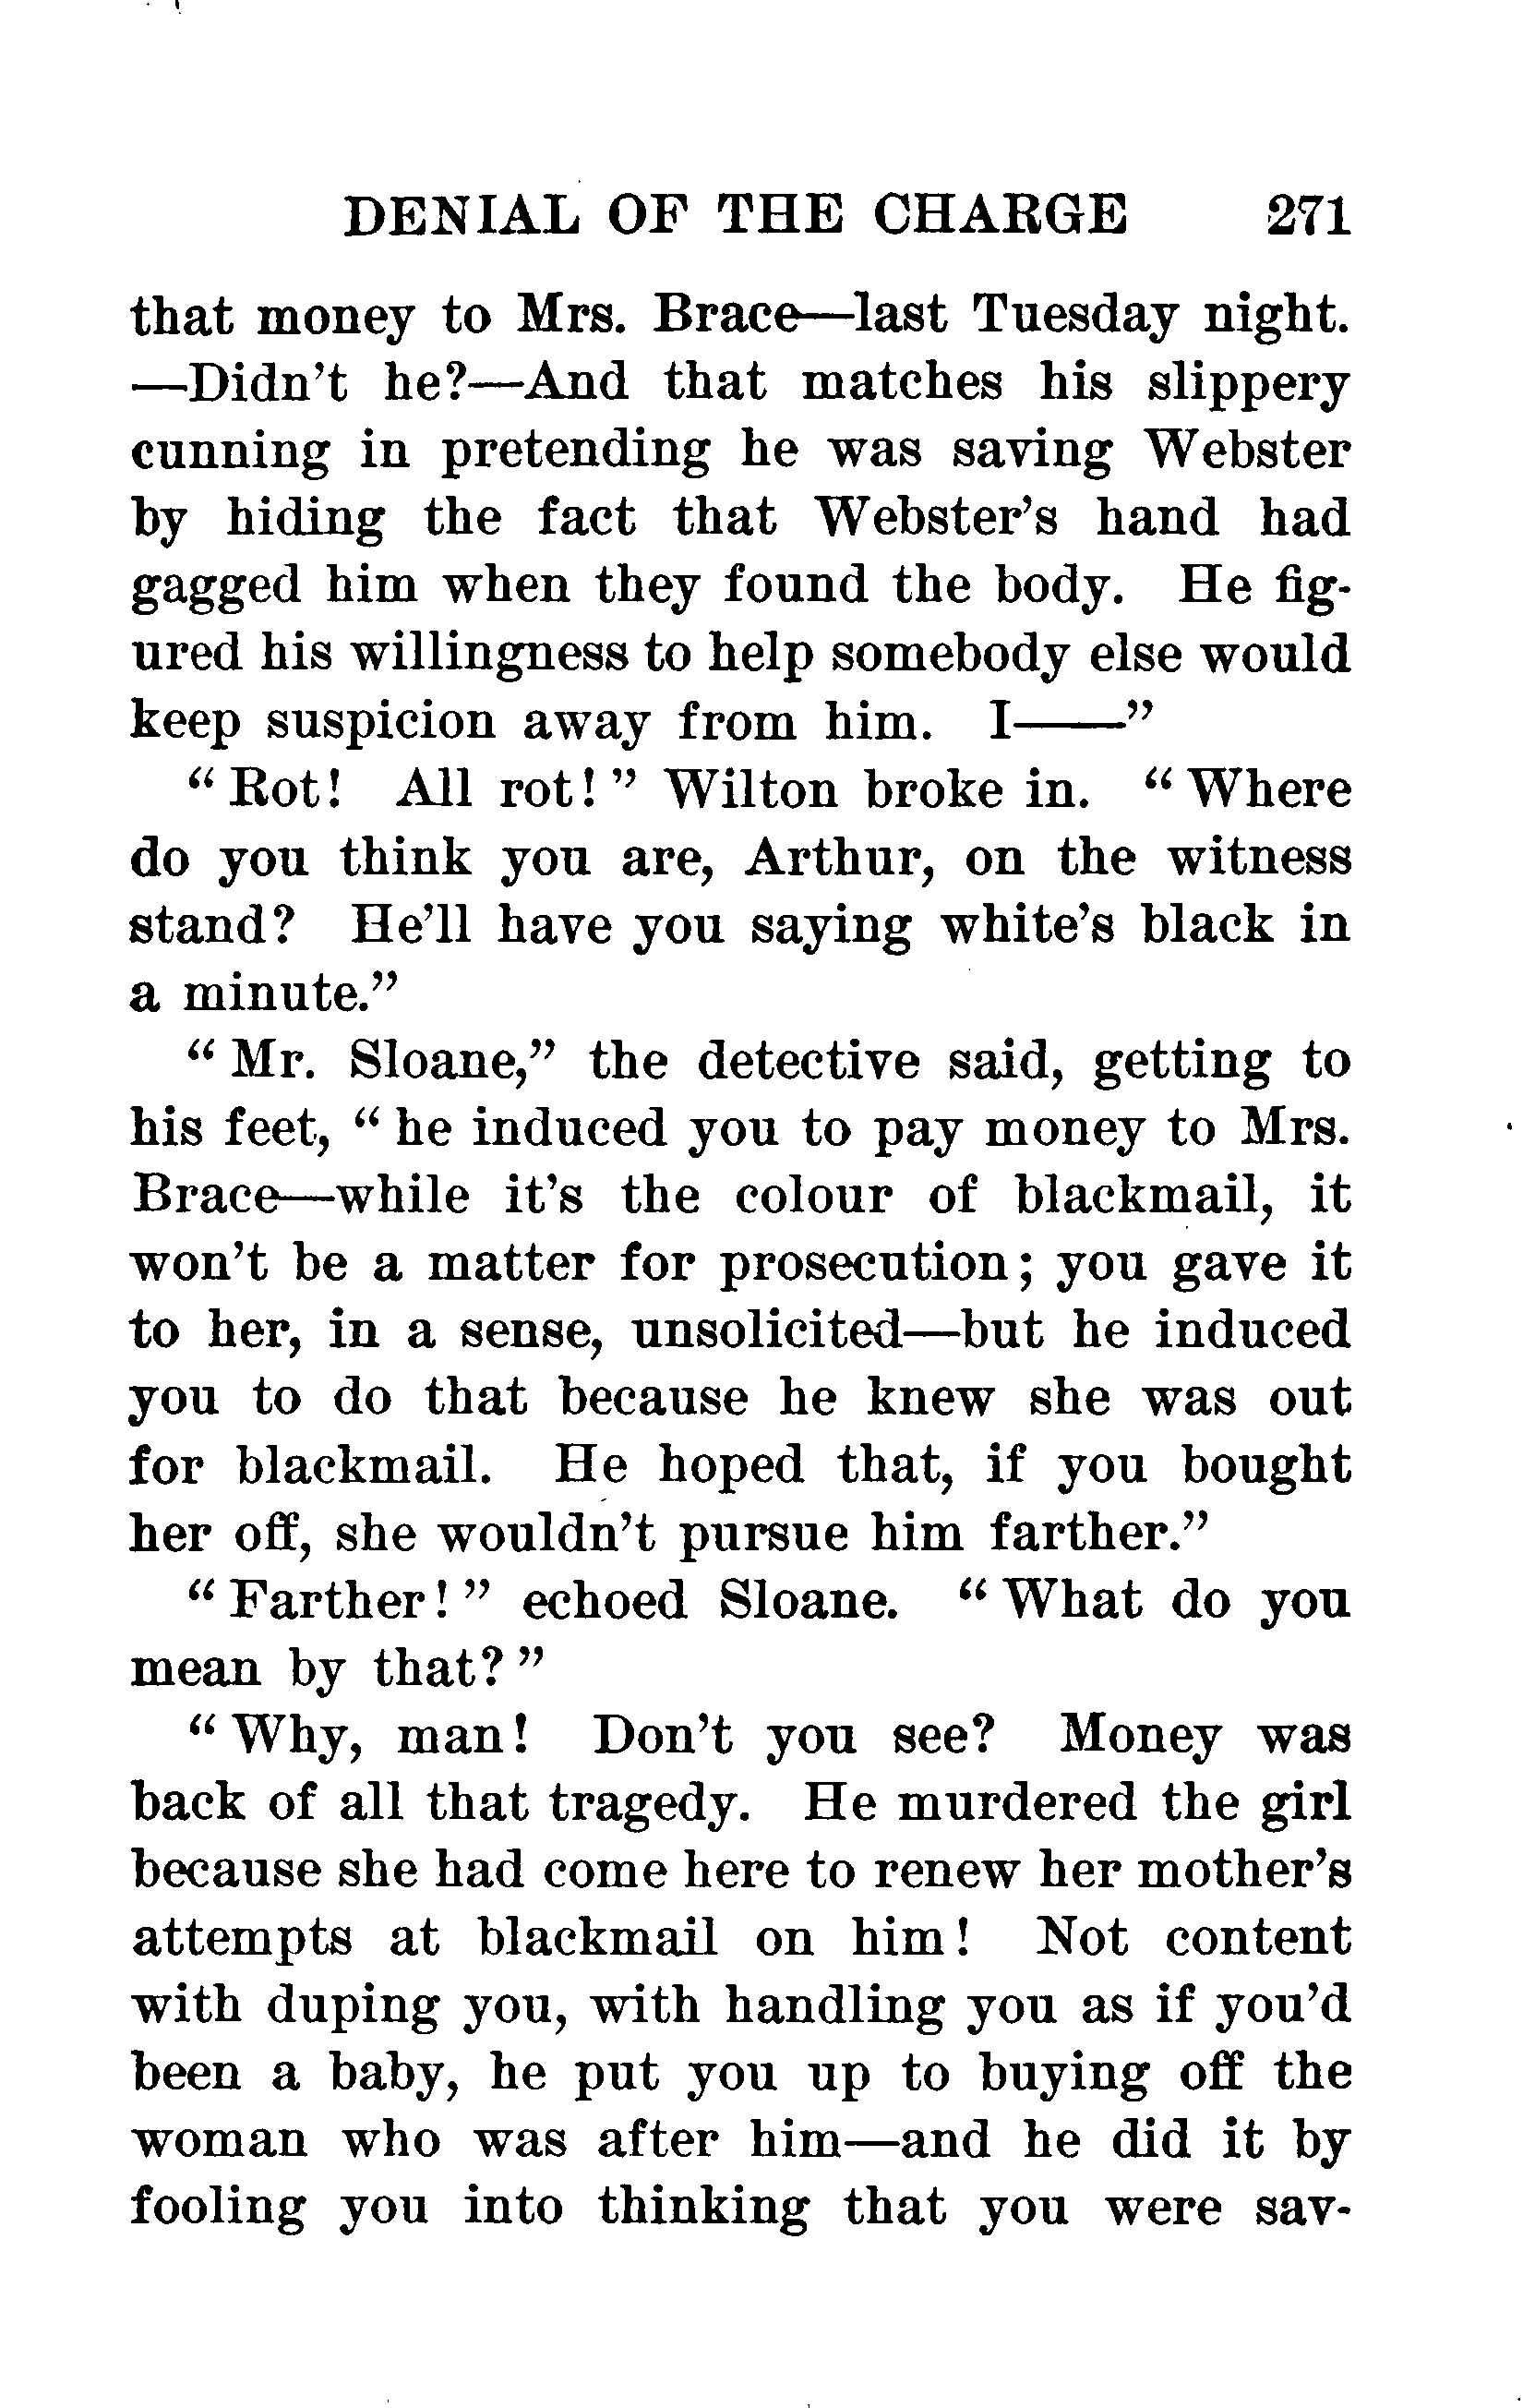 DENIAL OF THE CHARGE 271
that money to Mrs. Brace—last Tuesday night.
—Didn't he?—And that matches his slippery
cunning in pretending he was saving Webster
by hiding the fact that Webster's hand had
gagged him when they found the body. He fig-
ured his willingness to help somebody else would
keep suspicion away from him. I——"
" Rot! All rot! " Wilton broke in. " Where
do you think you are, Arthur, on the witness
stand? He'll have you saying white's black in
a minute."
" Mr. Sloane," the detective said, getting to
his feet, " he induced you to pay money to Mrs.
Brace—while it's the colour of blackmail, it
won't be a matter for prosecution; you gave it
to her, in a sense, unsolicited—but he induced
you to do that because he knew she was out
for blackmail. He hoped that, if you bought
her off, she wouldn't pursue him farther."
" Farther! " echoed Sloane. " What do you
mean by that? "
" Why, man! Don't you see? Money was
back of all that tragedy. He murdered the girl
because she had come here to renew her mother's
attempts at blackmail on him! Not content
with duping you, with handling you as if you'd
been a baby, he put you up to buying off the
woman who was after him—and he did it by
fooling you into thinking that you were sav-